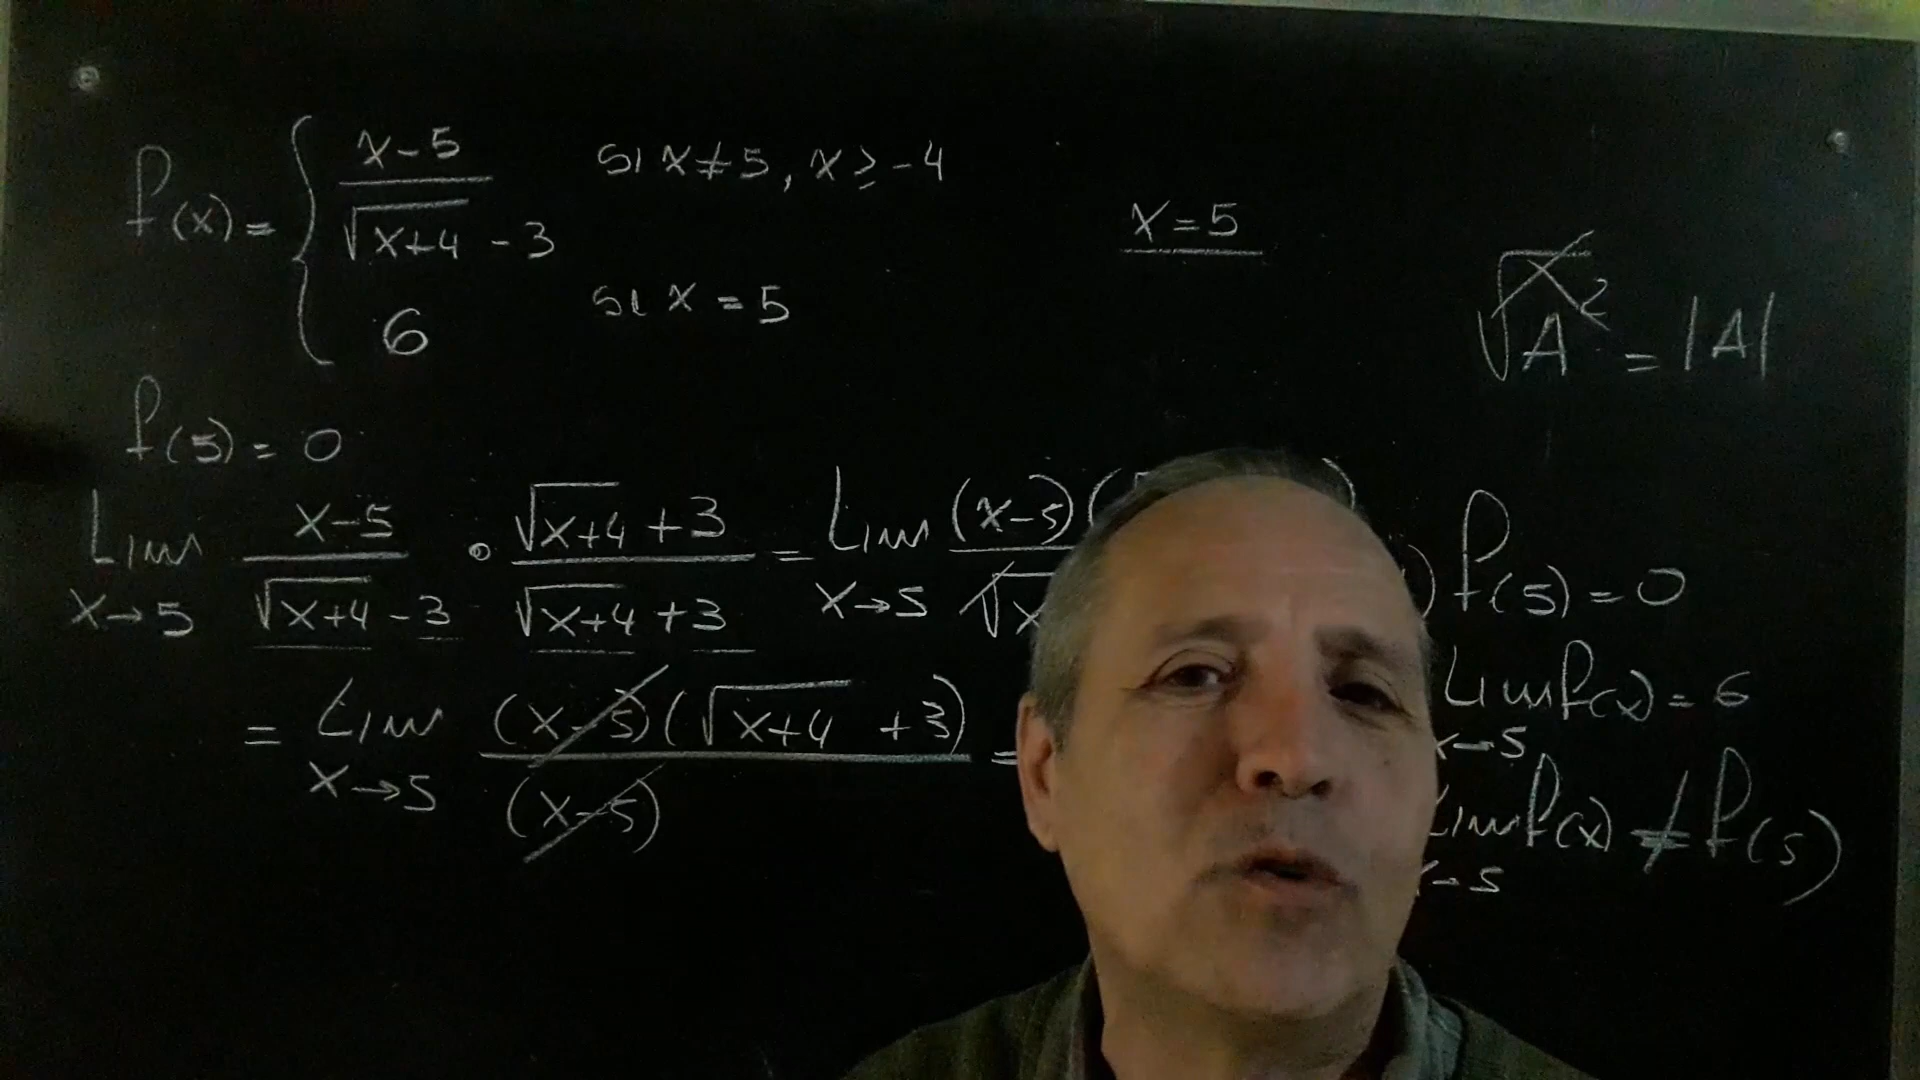 f(x) = { x-5 / √x+4 - 3 si x ≠ 5, x ≥ -4
6 si x = 5
x = 5
√A² = |A|
f(5) = 0
Lim x→5 x-5 / √x+4 - 3 • √x+4 + 3 / √x+4 + 3 = Lim x→5 (x-5)(
= Lim x→5 (x-5)(√x+4 + 3) / (x-5) =
f(5) = 0
Lim f(x) = 6
x→5
Lim f(x) ≠ f(5)
x→5